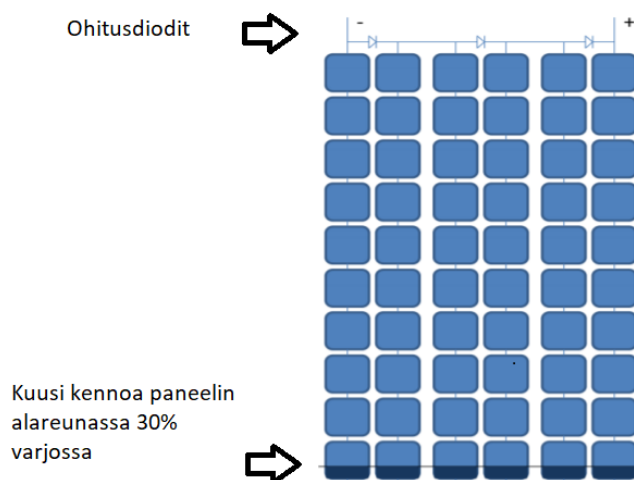 Ohitusdiodit
- +
Kuusi kennoa paneelin
alareunassa 30%
varjossa